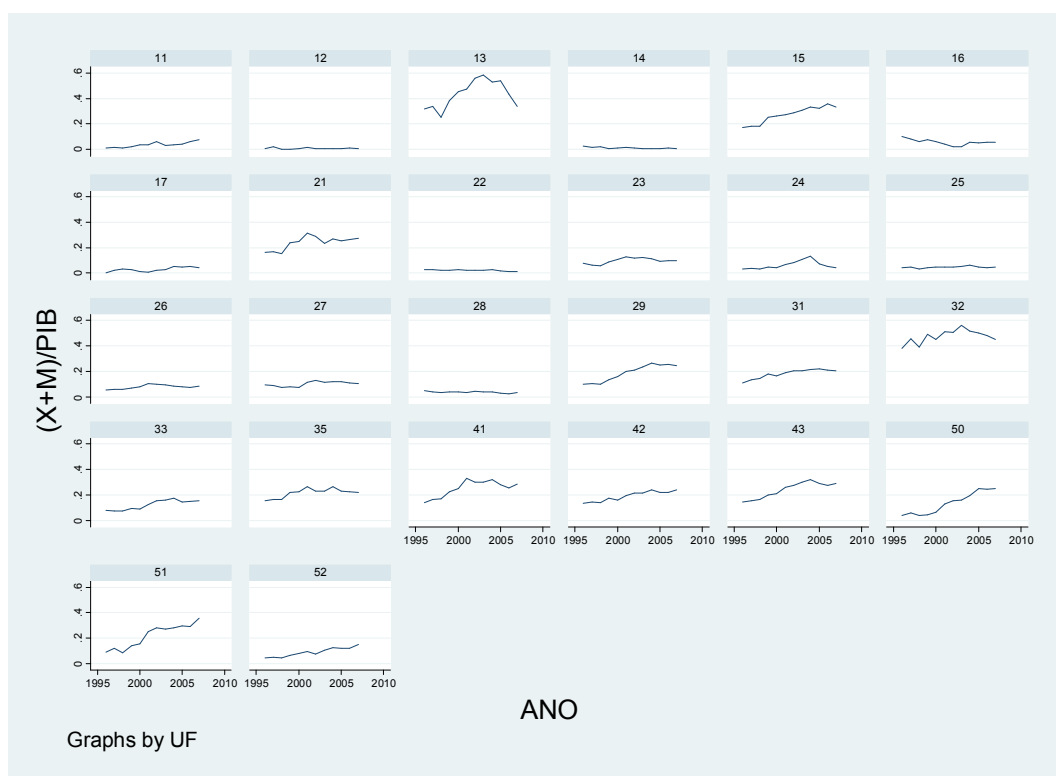 11 12 13 14 15 16
0 .2 .4 .6
17 21 22 23 24 25
0 .2 .4 .6
26 27 28 29 31 32
0 .2 .4 .6
33 35 41 42 43 50
0 .2 .4 .6
1995 2000 2005 2010 1995 2000 2005 2010 1995 2000 2005 2010 1995 2000 2005 2010
51 52
0 .2 .4 .6
1995 2000 2005 2010 1995 2000 2005 2010
(X+M)/PIB
ANO
Graphs by UF